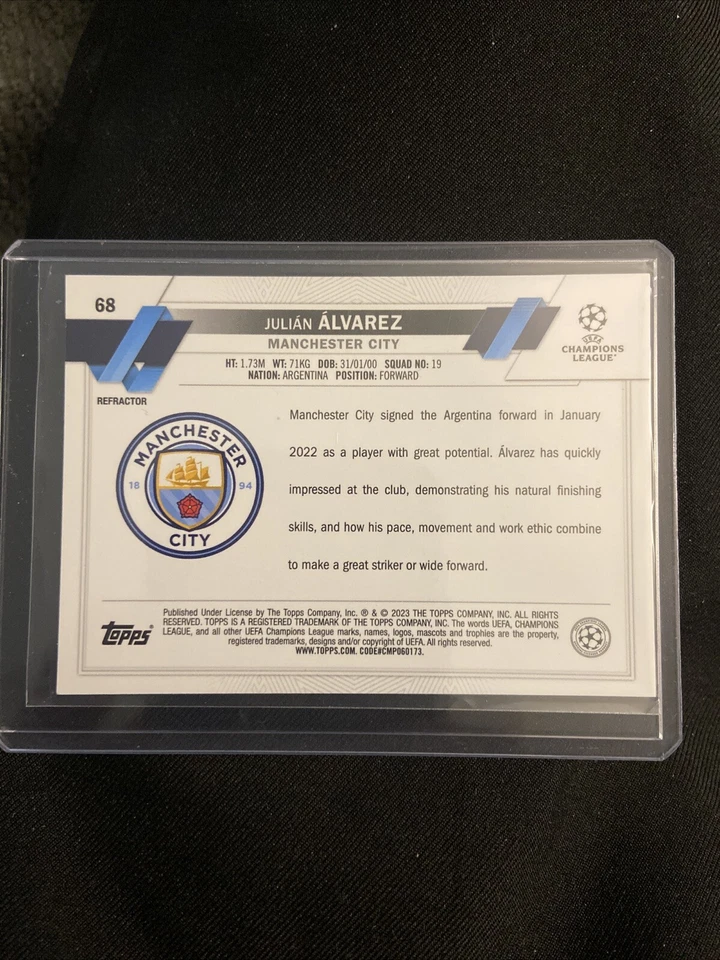 68
JULIÁN ÁLVAREZ
MANCHESTER CITY
HT: 1.73M WT: 71KG DOB: 31/01/00 SQUAD NO: 19
NATION: ARGENTINA POSITION: FORWARD
UEFA
CHAMPIONS
LEAGUE
REFRACTOR
MANCHESTER
18 94
CITY
Manchester City signed the Argentina forward in January
2022 as a player with great potential. Álvarez has quickly
impressed at the club, demonstrating his natural finishing
skills, and how his pace, movement and work ethic combine
to make a great striker or wide forward.
topps®
Published Under License by The Topps Company, Inc. ® & © 2023 THE TOPPS COMPANY, INC. ALL RIGHTS
RESERVED. TOPPS IS A REGISTERED TRADEMARK OF THE TOPPS COMPANY, INC. The words UEFA, CHAMPIONS
LEAGUE, and all other UEFA Champions League marks, names, logos, mascots and trophies are the property,
registered trademarks, designs and/or copyright of UEFA. All rights reserved.
WWW.TOPPS.COM. CODE#CMP060173.